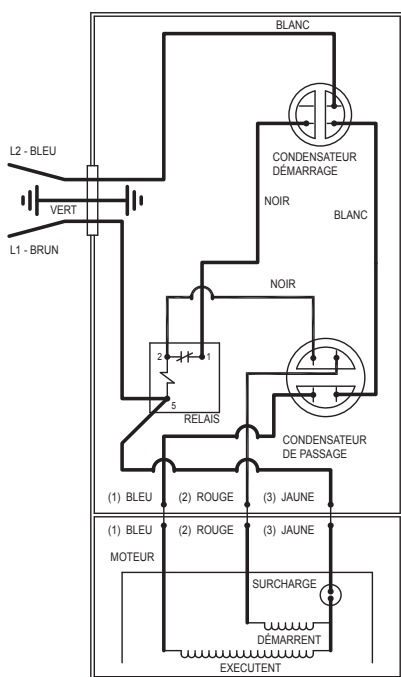 BLANC
L2 - BLEU
CONDENSATEUR
DÉMARRAGE
VERT
NOIR
BLANC
L1 - BRUN
NOIR
2
1
5
RELAIS
CONDENSATEUR
DE PASSAGE
(1) BLEU (2) ROUGE (3) JAUNE
(1) BLEU (2) ROUGE (3) JAUNE
MOTEUR
SURCHARGE
DÉMARRENT
EXECUTENT